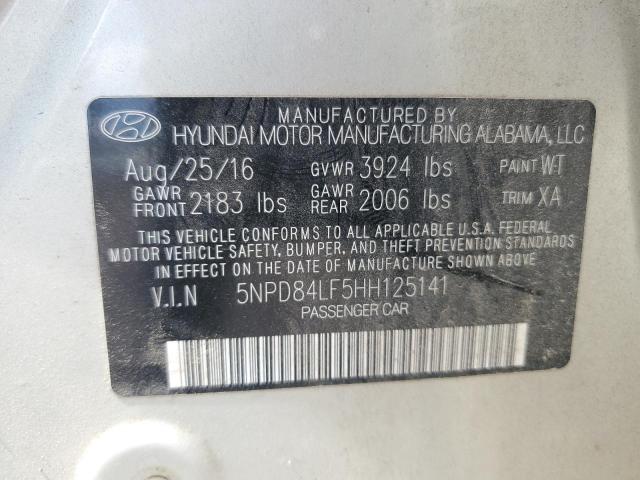 MANUFACTURED BY
HYUNDAI MOTOR MANUFACTURING ALABAMA, LLC
Aug/25/16 GVWR 3924 lbs PAINT WT
GAWR FRONT 2183 lbs GAWR REAR 2006 lbs TRIM XA
THIS VEHICLE CONFORMS TO ALL APPLICABLE U.S.A. FEDERAL
MOTOR VEHICLE SAFETY, BUMPER, AND THEFT PREVENTION STANDARDS
IN EFFECT ON THE DATE OF MANUFACTURE SHOWN ABOVE
V.I.N 5NPD84LF5HH125141
PASSENGER CAR